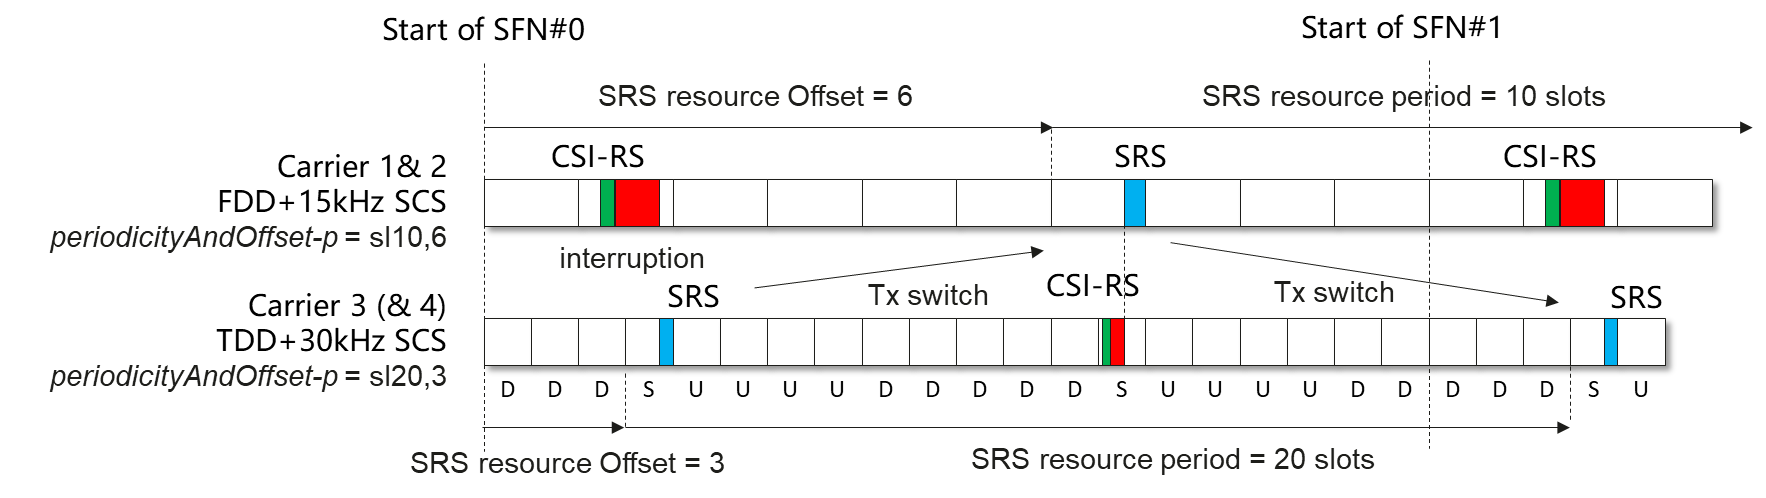 Start of SFN#0
Start of SFN#1
SRS resource Offset = 6
SRS resource period = 10 slots
CSI-RS
SRS
CSI-RS
Carrier 1& 2
FDD+15kHz SCS
periodicityAndOffset-p = sl10,6
interruption
SRS
Tx switch
CSI-RS
Tx switch
SRS
Carrier 3 (& 4)
TDD+30kHz SCS
periodicityAndOffset-p = sl20,3
D D D S U U U U D D D D D S U U U U D D D D D S U
SRS resource Offset = 3
SRS resource period = 20 slots